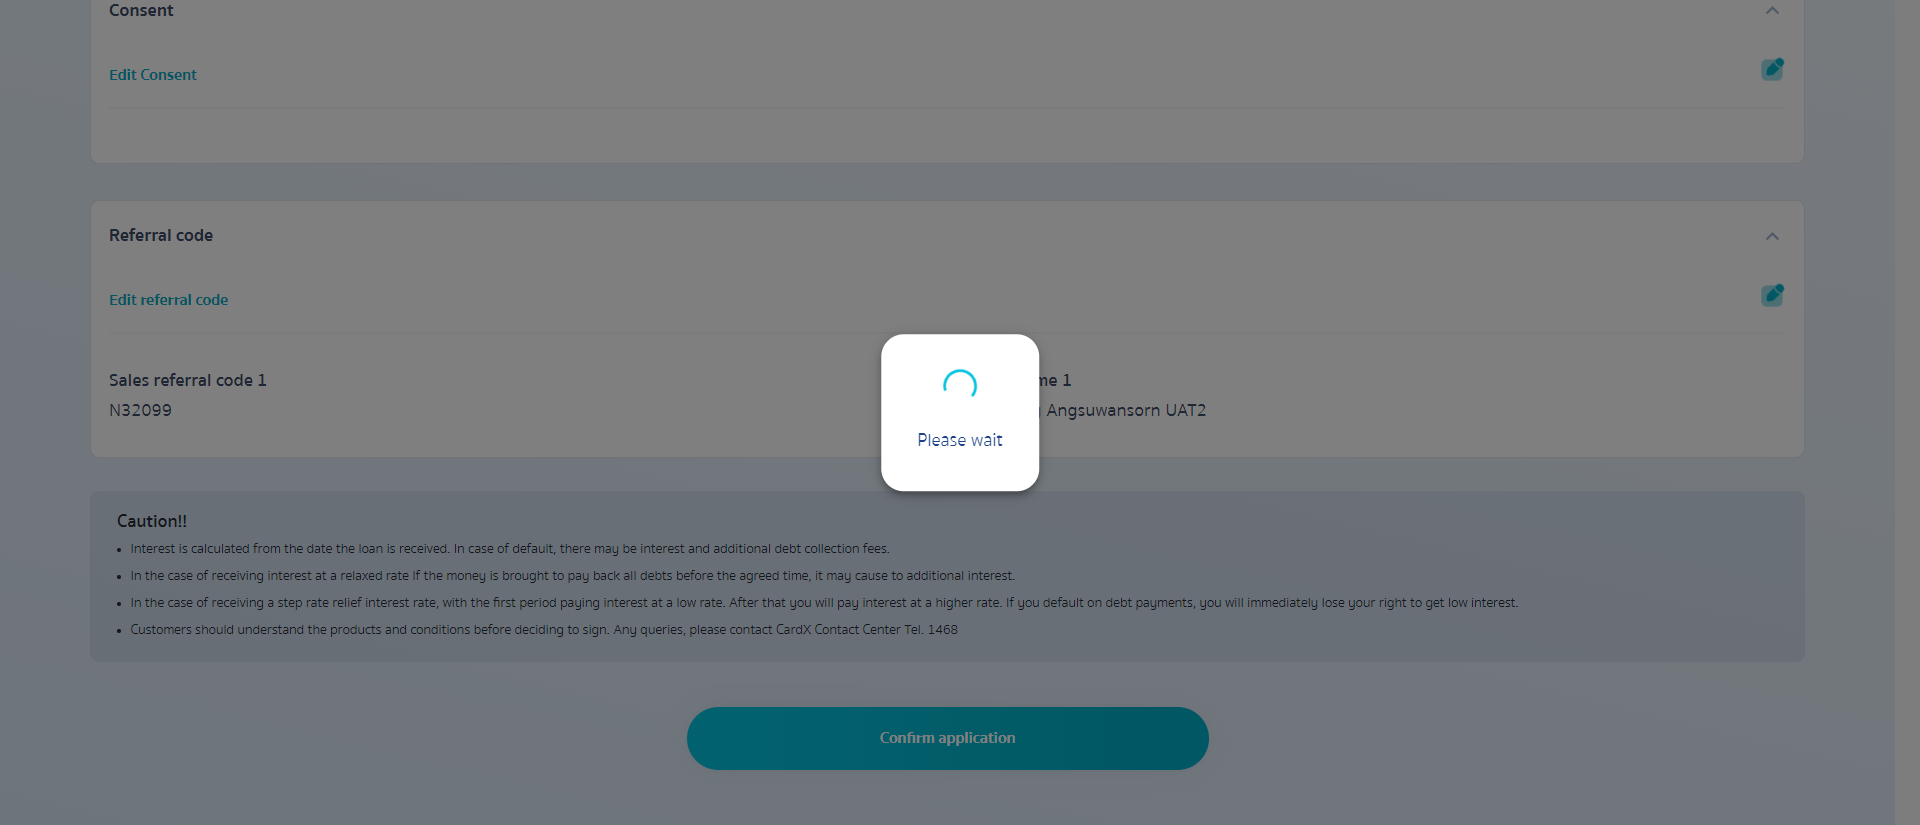 Consent
Edit Consent
Referral code
Edit referral code
Sales referral code 1
me 1
N32099
Angsuwansorn UAT2
Please wait
Caution!!
• Interest is calculated from the date the loan is received. In case of default, there may be interest and additional debt collection fees.
• In the case of receiving interest at a relaxed rate If the money is brought to pay back all debts before the agreed time, it may cause to additional interest.
• In the case of receiving a step rate relief interest rate, with the first period paying interest at a low rate. After that you will pay interest at a higher rate. If you default on debt payments, you will immediately lose your right to get low interest.
• Customers should understand the products and conditions before deciding to sign. Any queries, please contact CardX Contact Center Tel. 1468
Confirm application